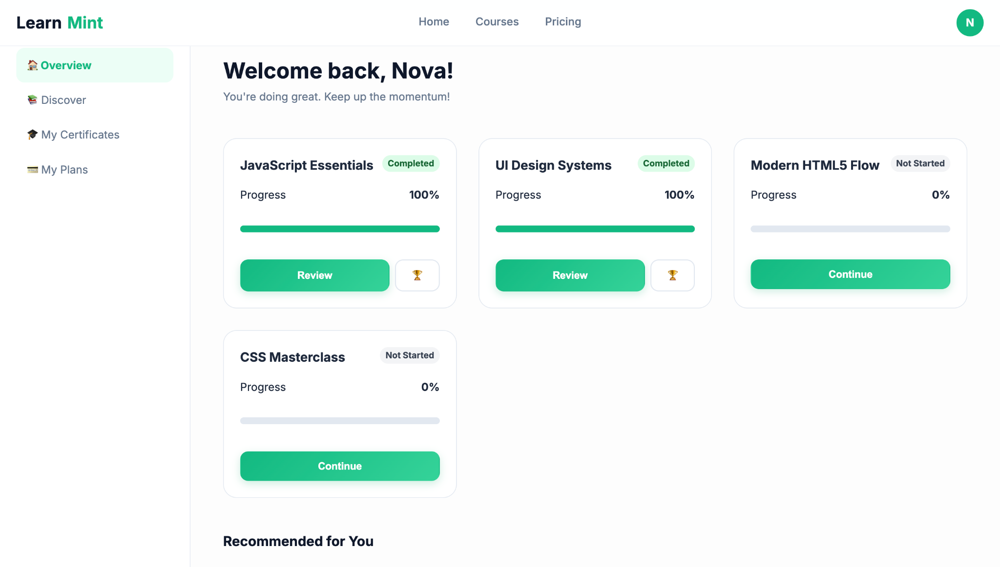 Learn Mint
Home
Courses
Pricing
N
Overview
Discover
My Certificates
My Plans
Welcome back, Nova!
You're doing great. Keep up the momentum!
JavaScript Essentials
Completed
Progress
100%
Review
UI Design Systems
Completed
Progress
100%
Review
Modern HTML5 Flow
Not Started
Progress
0%
Continue
CSS Masterclass
Not Started
Progress
0%
Continue
Recommended for You